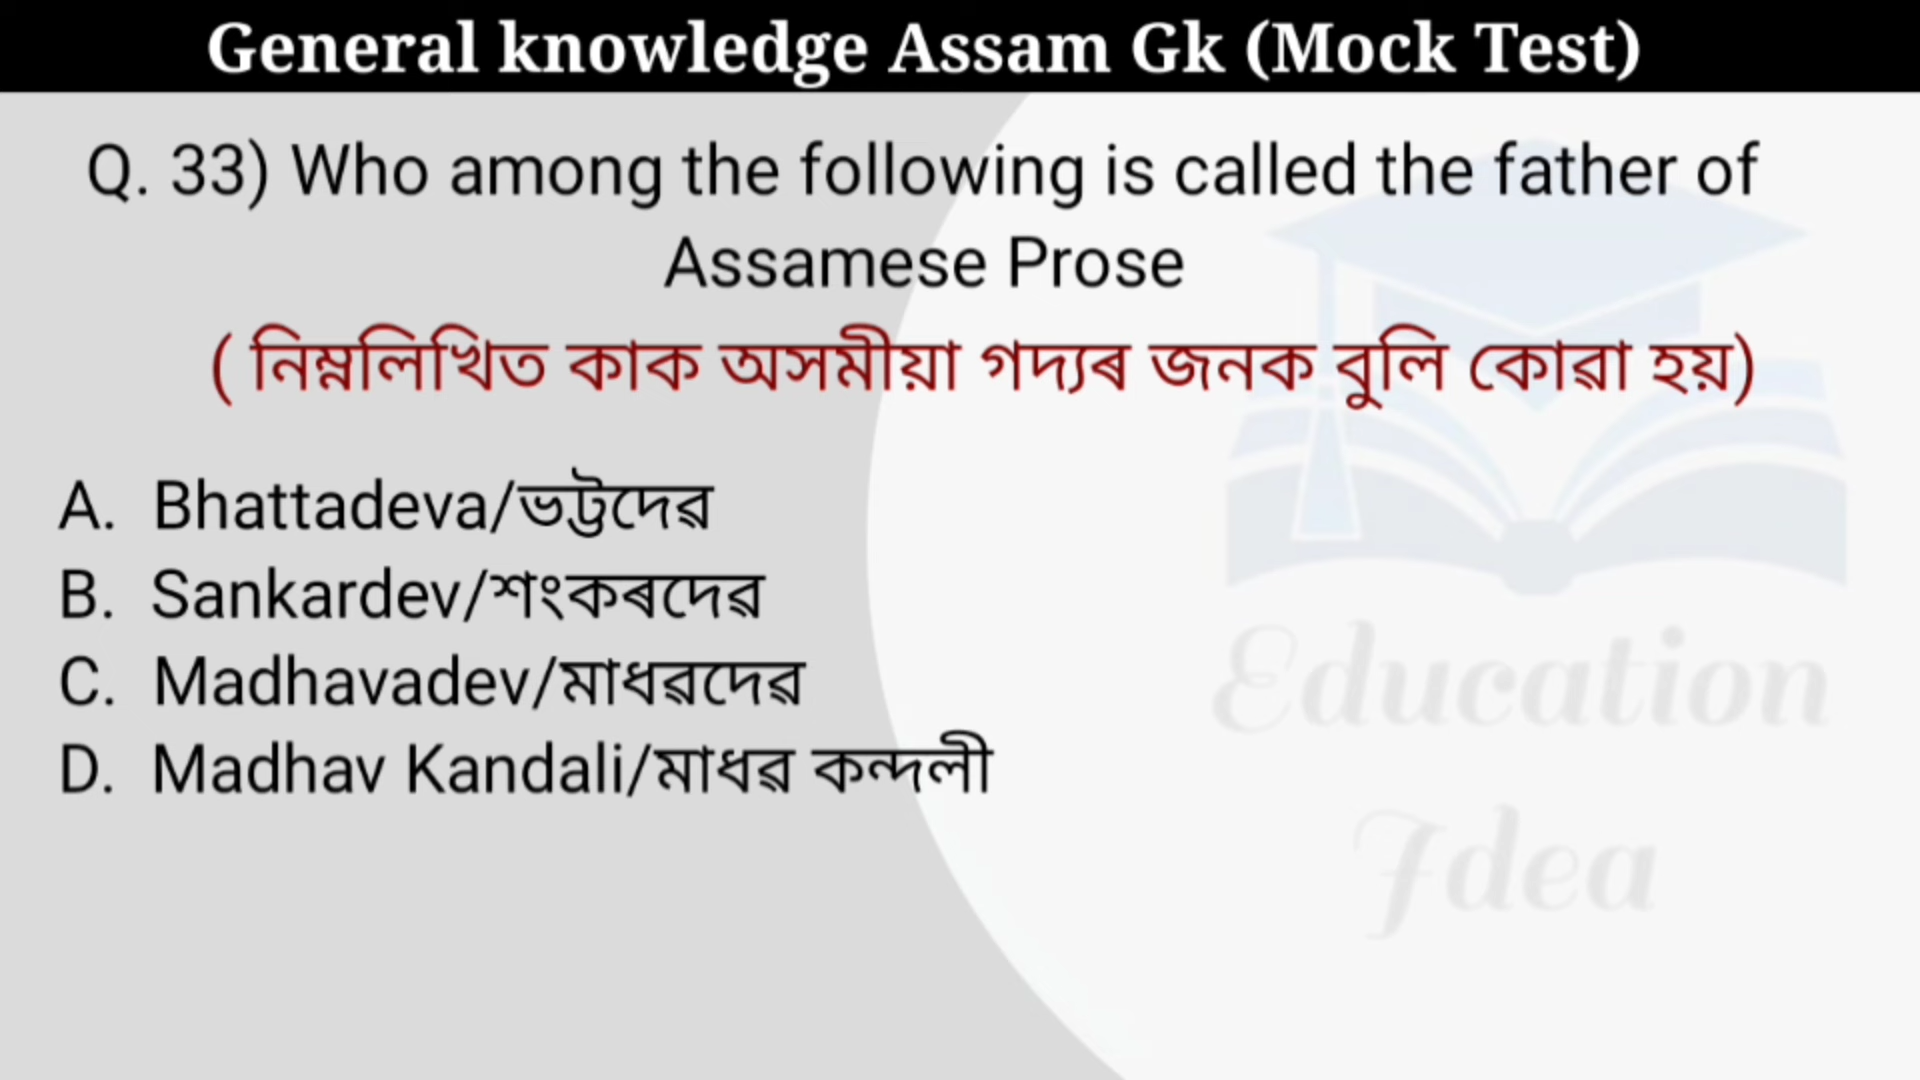 General knowledge Assam Gk (Mock Test)
Q. 33) Who among the following is called the father of
Assamese Prose
( নিম্নলিখিত কাক অসমীয়া গদ্যৰ জনক বুলি কোৱা হয়)
A. Bhattadeva/ভট্টদেৱ
B. Sankardev/শংকৰদেৱ
C. Madhavadev/মাধৱদেৱ
D. Madhav Kandali/মাধৱ কন্দলী
Education
Idea